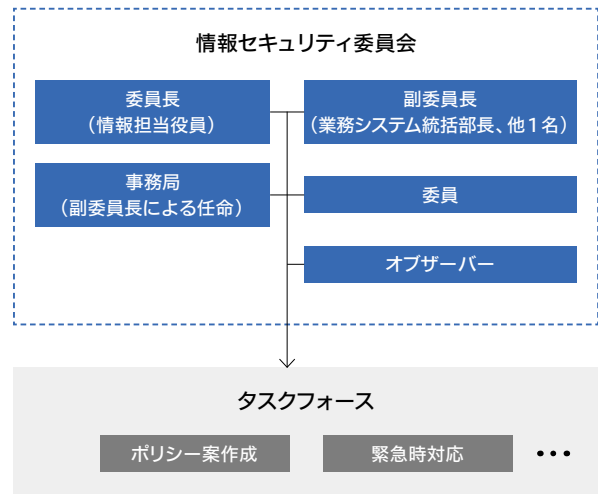 情報セキュリティ委員会
委員長
（情報担当役員）
副委員長
（業務システム統括部長、他1名）
事務局
（副委員長による任命）
委員
オブザーバー
タスクフォース
ポリシー案作成
緊急時対応
•••